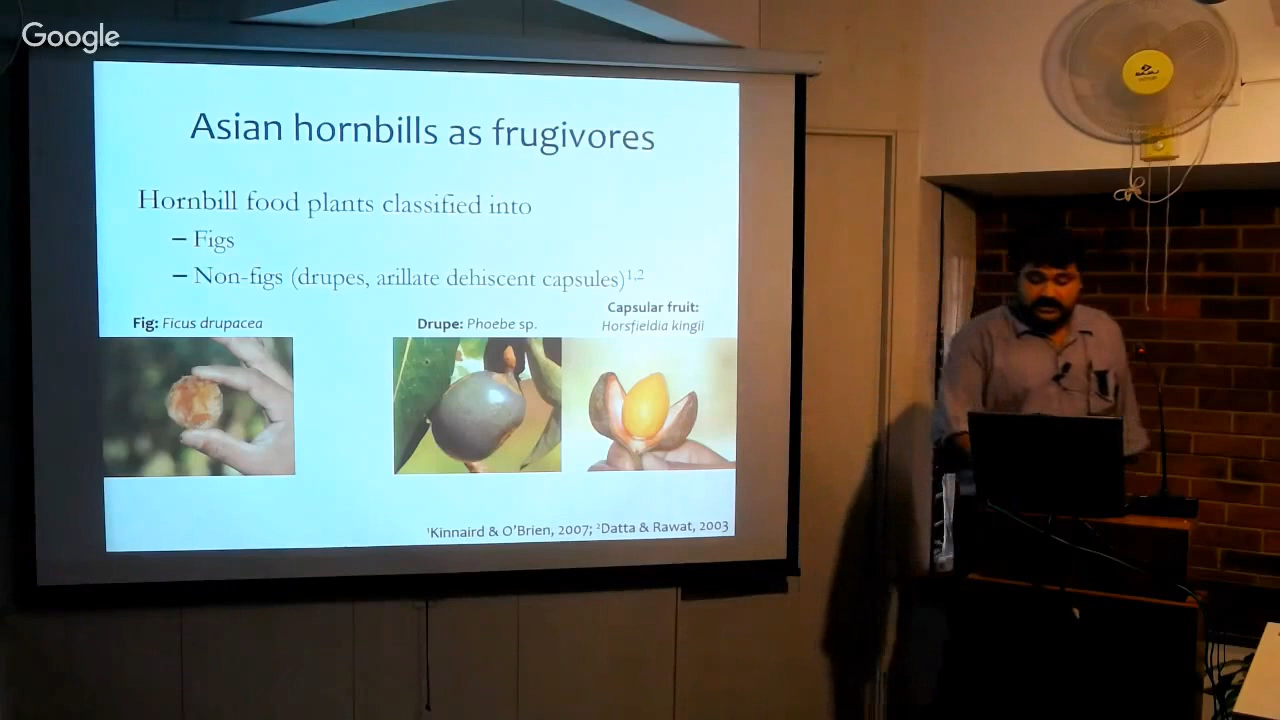 Google
Asian hornbills as frugivores
Hornbill food plants classified into
– Figs
– Non-figs (drupes, arillate dehiscent capsules)1,2
Fig: Ficus drupacea
Drupe: Phoebe sp.
Capsular fruit:
Horsfieldia kingii
1Kinnaird & O'Brien, 2007; 2Datta & Rawat, 2003
BAJAJ